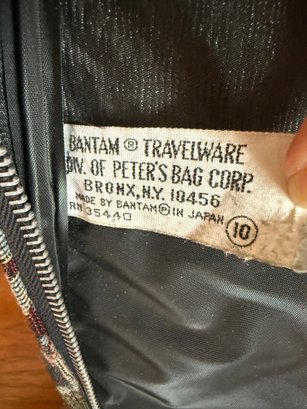 BANTAM ® TRAVELWARE
DIV. OF PETER'S BAG CORP.
BRONX, N.Y. 10456
MADE BY BANTAM ® IN JAPAN
RN 35440
10